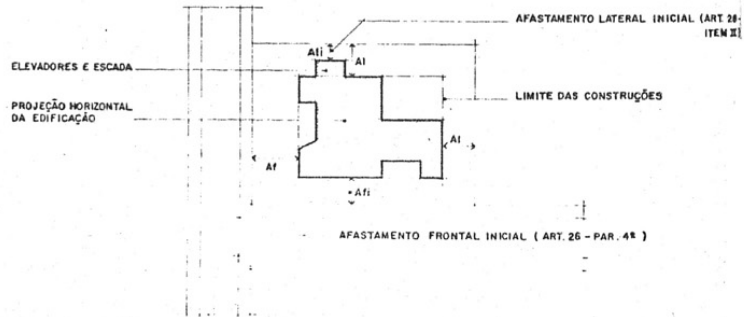 AFASTAMENTO LATERAL INICIAL (ART. 28-
ITEM II)
Ali
Al
ELEVADORES E ESCADA
LIMITE DAS CONSTRUÇÕES
PROJEÇÃO HORIZONTAL
DA EDIFICAÇÃO
Al
Af
Afi
AFASTAMENTO FRONTAL INICIAL ( ART. 26 - PAR. 4º )